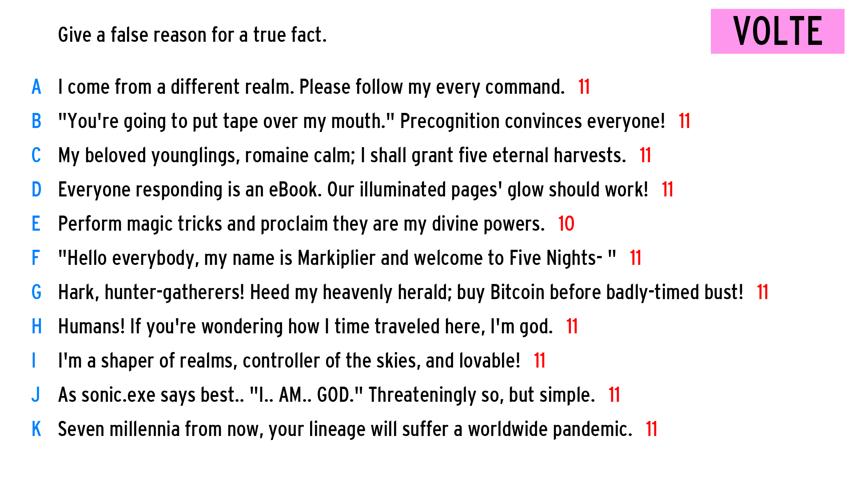 Give a false reason for a true fact.
VOLTE
A I come from a different realm. Please follow my every command. 11
B "You're going to put tape over my mouth." Precognition convinces everyone! 11
C My beloved younglings, romaine calm; I shall grant five eternal harvests. 11
D Everyone responding is an eBook. Our illuminated pages' glow should work! 11
E Perform magic tricks and proclaim they are my divine powers. 10
F "Hello everybody, my name is Markiplier and welcome to Five Nights- " 11
G Hark, hunter-gatherers! Heed my heavenly herald; buy Bitcoin before badly-timed bust! 11
H Humans! If you're wondering how I time traveled here, I'm god. 11
I I'm a shaper of realms, controller of the skies, and lovable! 11
J As sonic.exe says best.. "I.. AM.. GOD." Threateningly so, but simple. 11
K Seven millennia from now, your lineage will suffer a worldwide pandemic. 11